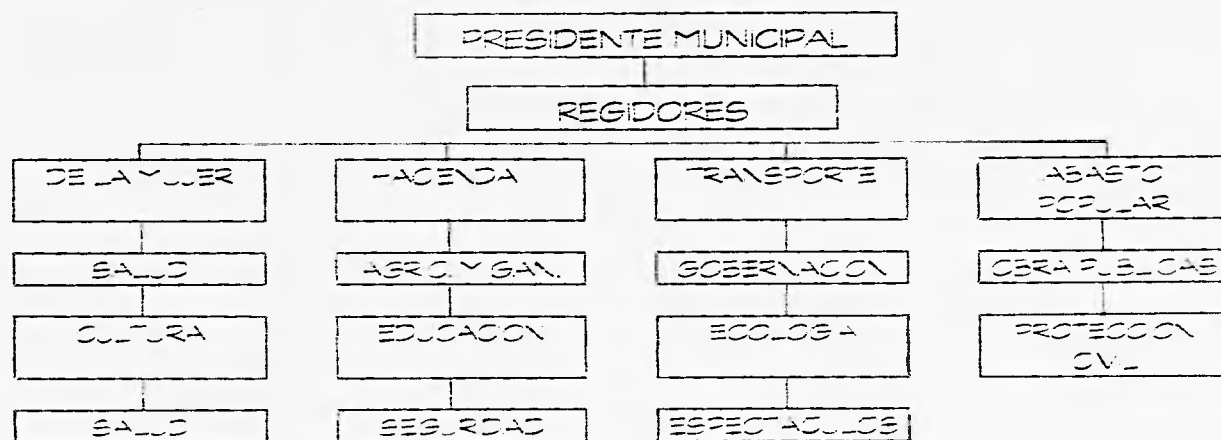 PRESIDENTE MUNICIPAL
REGIDORES
DE LA MUJER
HACIENDA
TRANSPORTE
ABASTO
POPULAR
SALUD
AGRIC. Y GAN.
GOBERNACION
OBRA PUBLICAS
CULTURA
EDUCACION
ECOLOGIA
PROTECCION
CIVIL
SALUD
SEGURIDAD
ESPECTACULOS